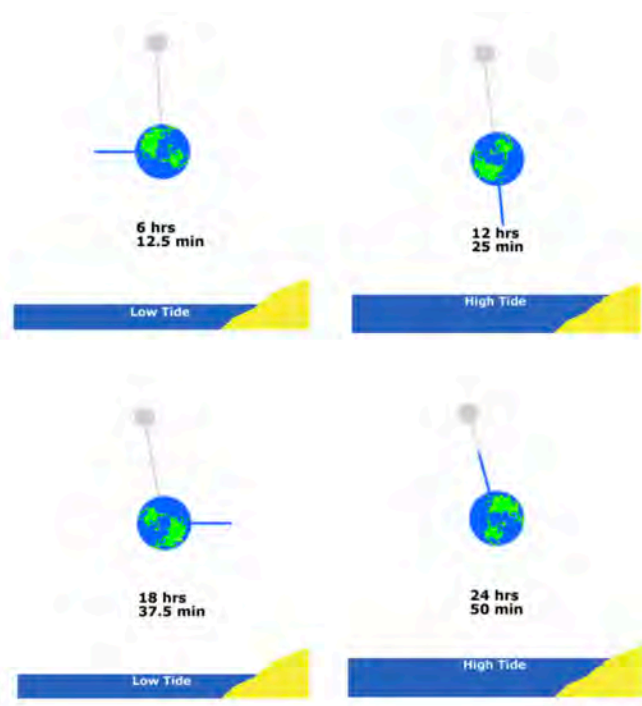 6 hrs
12.5 min
Low Tide
12 hrs
25 min
High Tide
18 hrs
37.5 min
Low Tide
24 hrs
50 min
High Tide